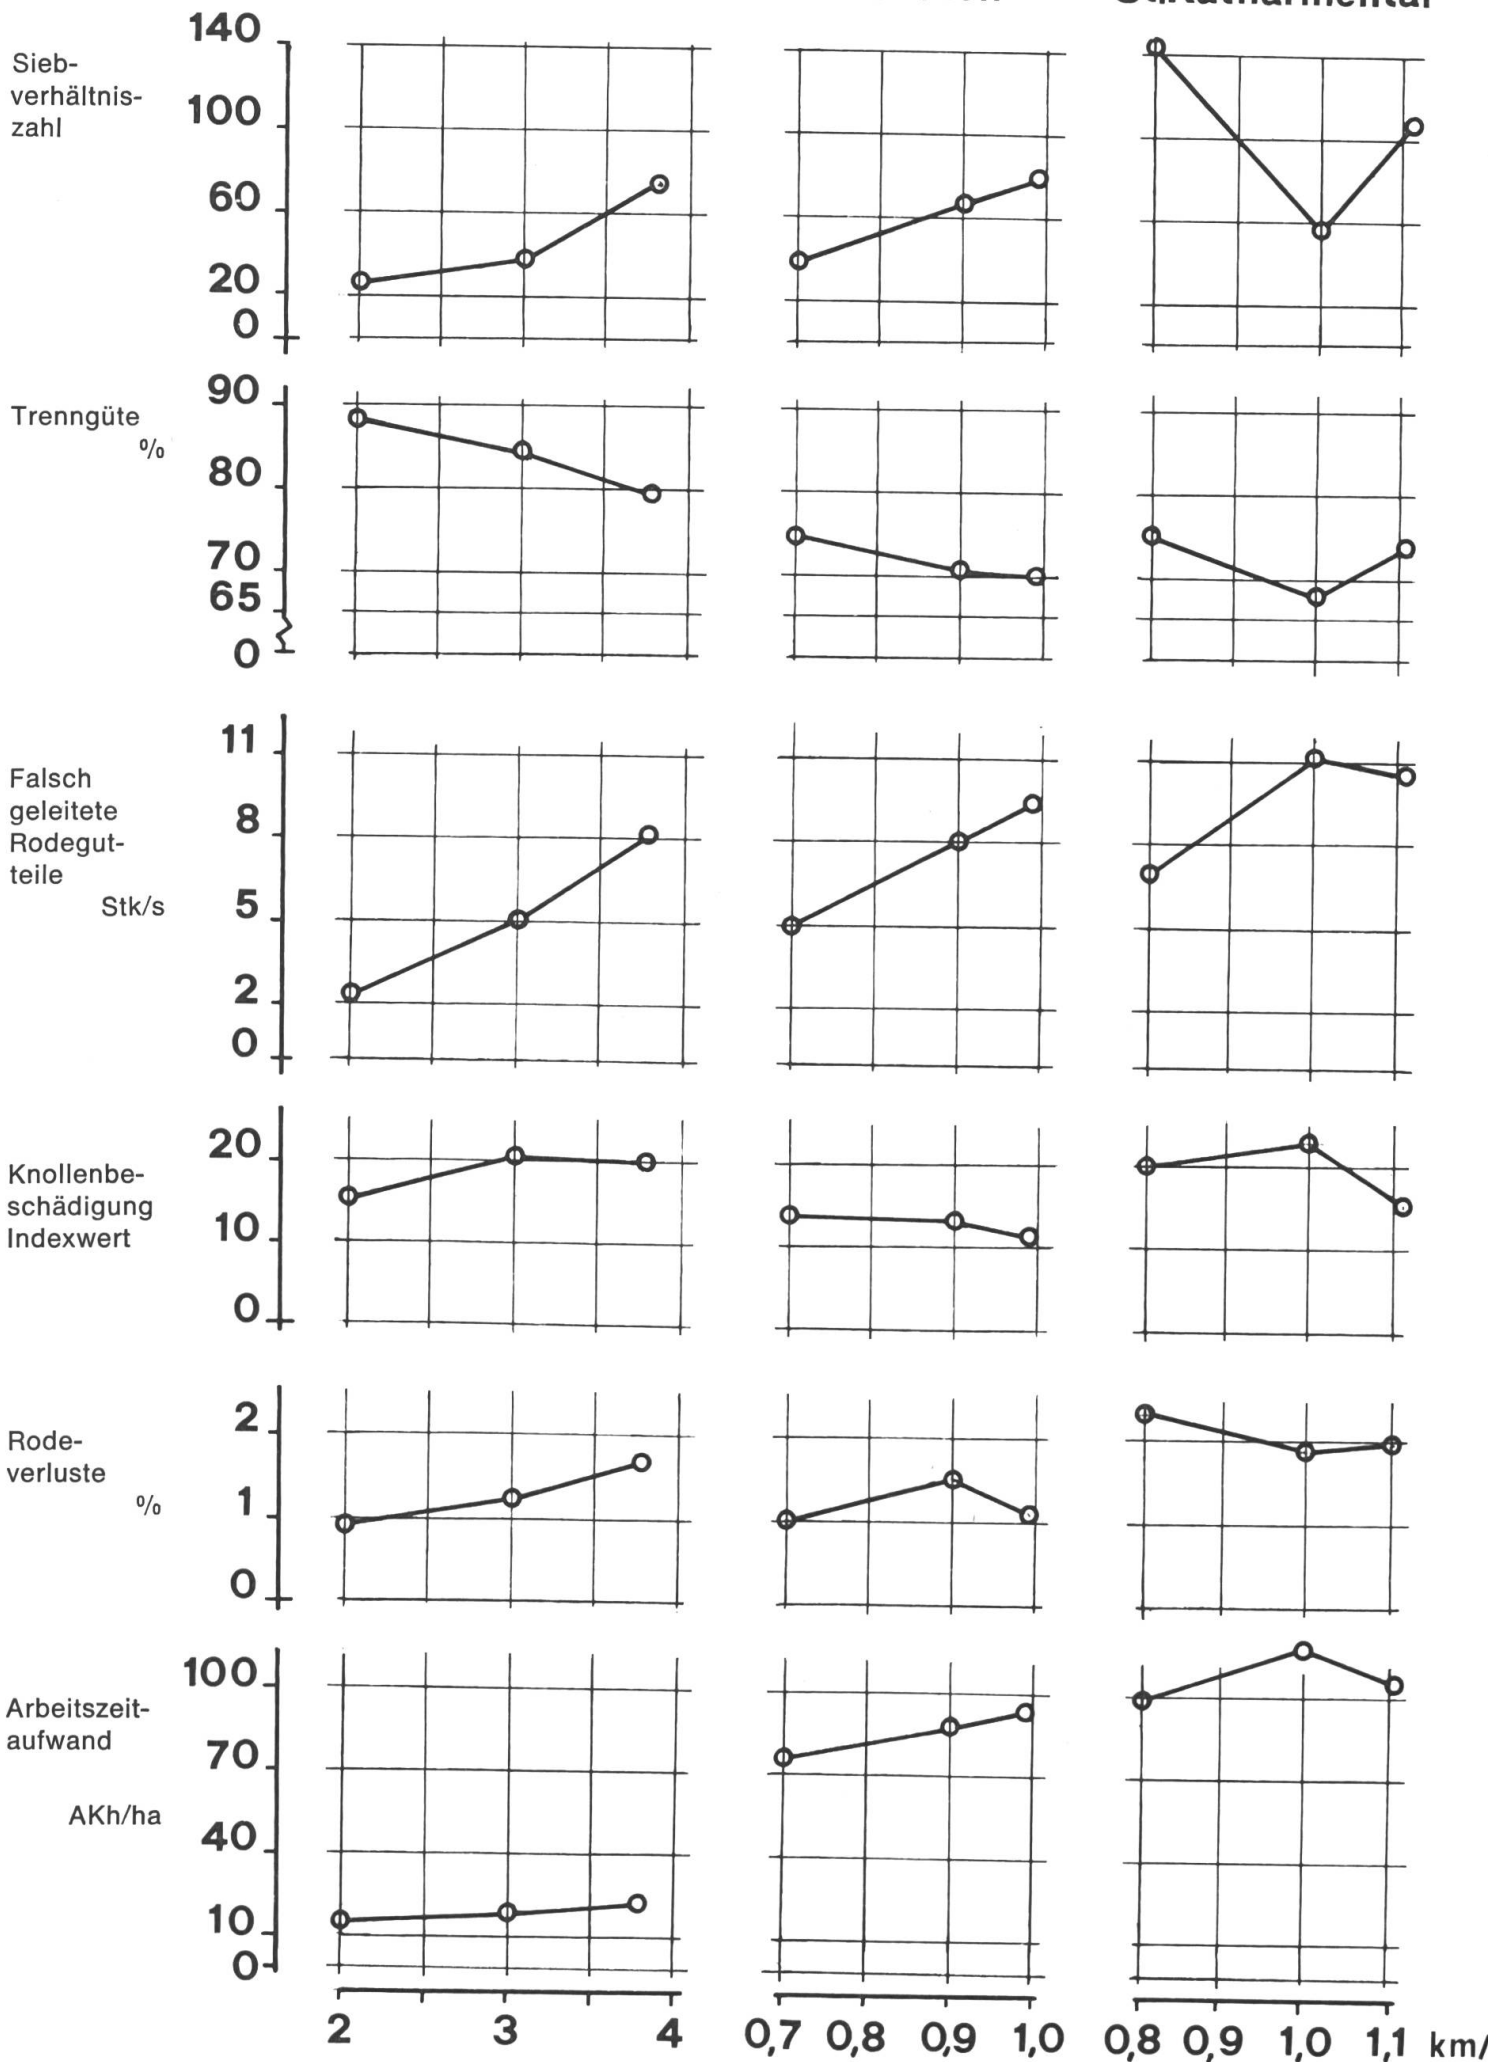 140
Sieb-
verhältnis-
zahl
100
60
20
0
90
Trenngüte
%
80
70
65
0
11
Falsch
geleitete
Rodegut-
teile
Stk/s
8
5
2
0
20
Knollenbe-
schädigung
Indexwert
10
0
2
Rode-
verluste
%
1
0
100
Arbeitszeit-
aufwand
70
AKh/ha
40
10
0
2 3 4 0,7 0,8 0,9 1,0 0,8 0,9 1,0 1,1 km/